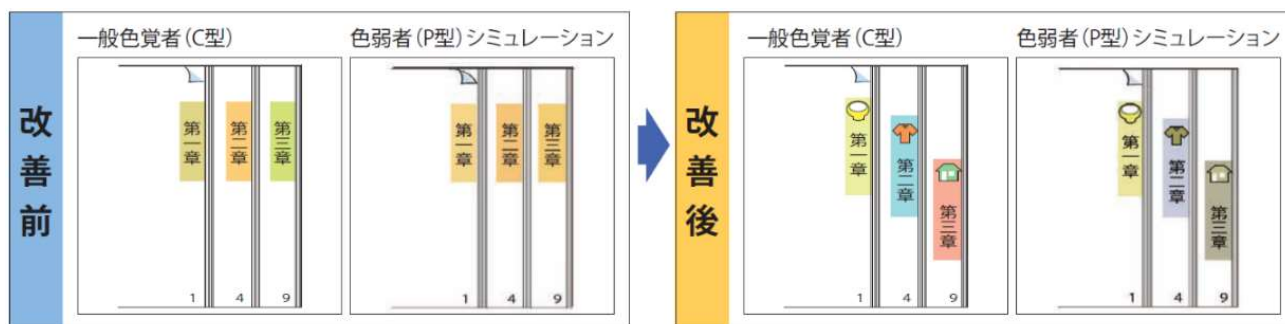 改善前
一般色覚者(C型)
第一章
第二章
第三章
1
4
9
色弱者(P型)シミュレーション
第一章
第二章
第三章
1
4
9
改善後
一般色覚者(C型)
第一章
第二章
第三章
1
4
9
色弱者(P型)シミュレーション
第一章
第二章
第三章
1
4
9